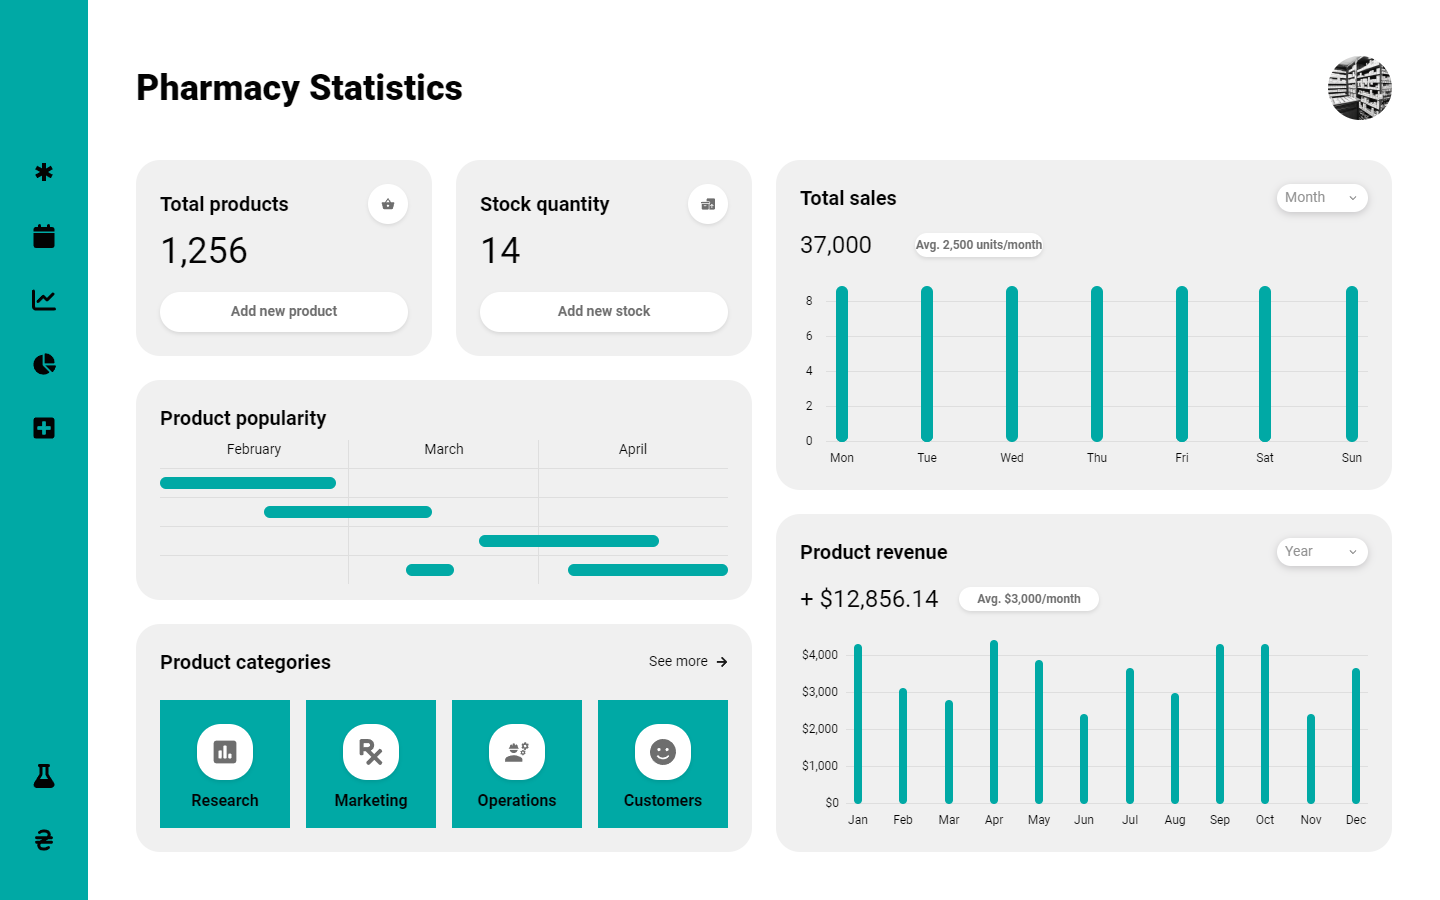 Pharmacy Statistics
Total products
1,256
Add new product
Stock quantity
14
Add new stock
Product popularity
February March April
Product categories
See more
Research
Marketing
Operations
Customers
Total sales
Month
37,000
Avg. 2,500 units/month
8
6
4
2
0
Mon Tue Wed Thu Fri Sat Sun
Product revenue
Year
+ $12,856.14
Avg. $3,000/month
$4,000
$3,000
$2,000
$1,000
$0
Jan Feb Mar Apr May Jun Jul Aug Sep Oct Nov Dec